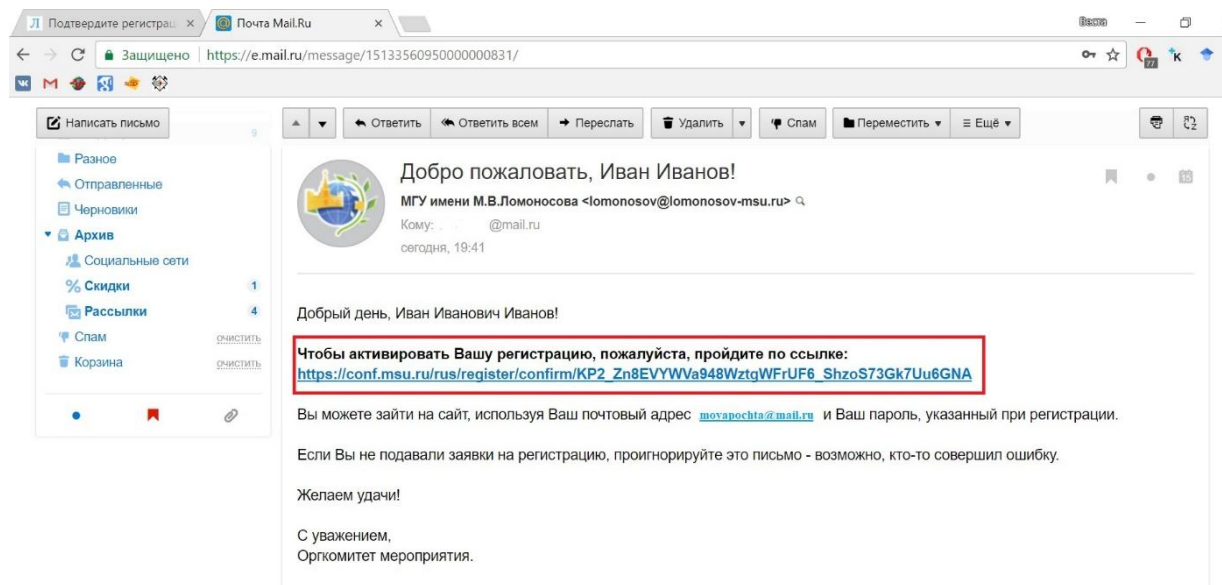 Подтвердите регистрац
Почта Mail.Ru
Защищено https://e.mail.ru/message/15133560950000000831/
77 к
Написать письмо
9
Ответить Ответить всем Переслать Удалить Спам Переместить Ещё
Разное
Отправленные
Черновики
Архив
Социальные сети
Скидки 1
Рассылки 4
Спам очистить
Корзина очистить
Добро пожаловать, Иван Иванов!
15
МГУ имени М.В.Ломоносова <lomonosov@lomonosov-msu.ru>
Кому: @mail.ru
сегодня, 19:41
Добрый день, Иван Иванович Иванов!
Чтобы активировать Вашу регистрацию, пожалуйста, пройдите по ссылке:
https://conf.msu.ru/rus/register/confirm/KP2_Zn8EVYWVa948WztgWFrUF6_ShzoS73Gk7Uu6GNA
Вы можете зайти на сайт, используя Ваш почтовый адрес moyapochta@mail.ru и Ваш пароль, указанный при регистрации.
Если Вы не подавали заявки на регистрацию, проигнорируйте это письмо - возможно, кто-то совершил ошибку.
Желаем удачи!
С уважением,
Оргкомитет мероприятия.